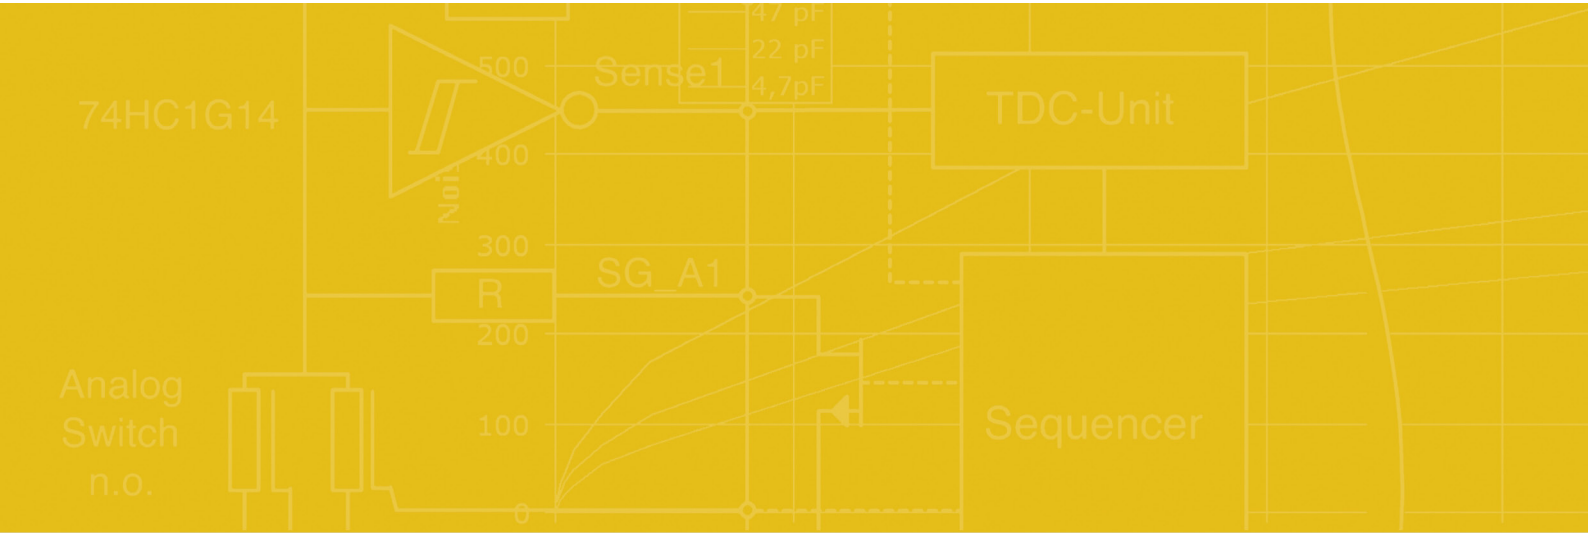 47 pF
22 pF
4,7pF
500
Sense1
74HC1G14
TDC-Unit
400
Noi
300
SG_A1
R
200
Analog
Switch
n.o.
100
Sequencer
0